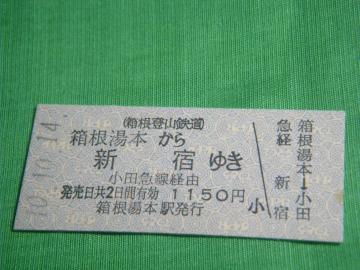 10.10.14.
(箱根登山鉄道)
箱根湯本から
新宿ゆき
小田急線経由
発売日共2日間有効 1150円
箱根湯本駅発行
小
箱根湯本→小田
急経 新宿